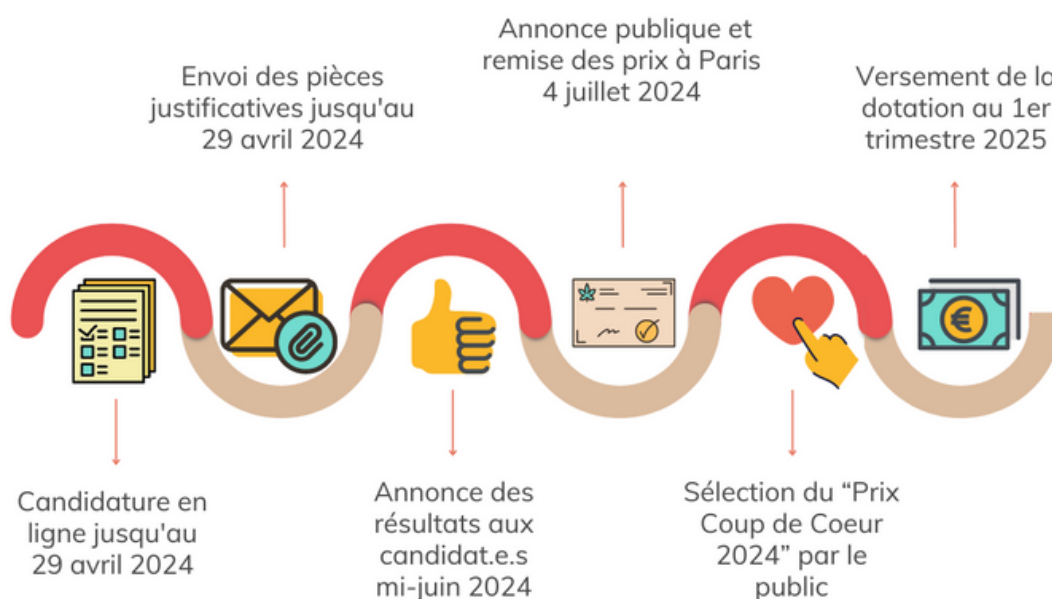 Candidature en
ligne jusqu'au
29 avril 2024
Envoi des pièces
justificatives jusqu'au
29 avril 2024
Annonce des
résultats aux
candidat.e.s
mi-juin 2024
Annonce publique et
remise des prix à Paris
4 juillet 2024
Sélection du “Prix
Coup de Coeur
2024” par le
public
Versement de la
dotation au 1er
trimestre 2025
€